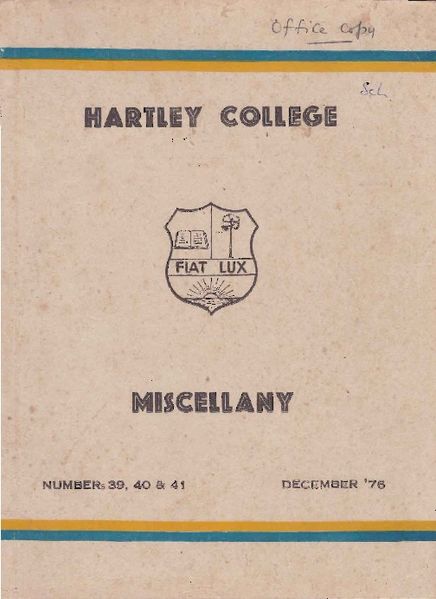 Office copy
Sch.
HARTLEY COLLEGE
FIAT LUX
MISCELLANY
NUMBERs 39, 40 & 41 DECEMBER '76